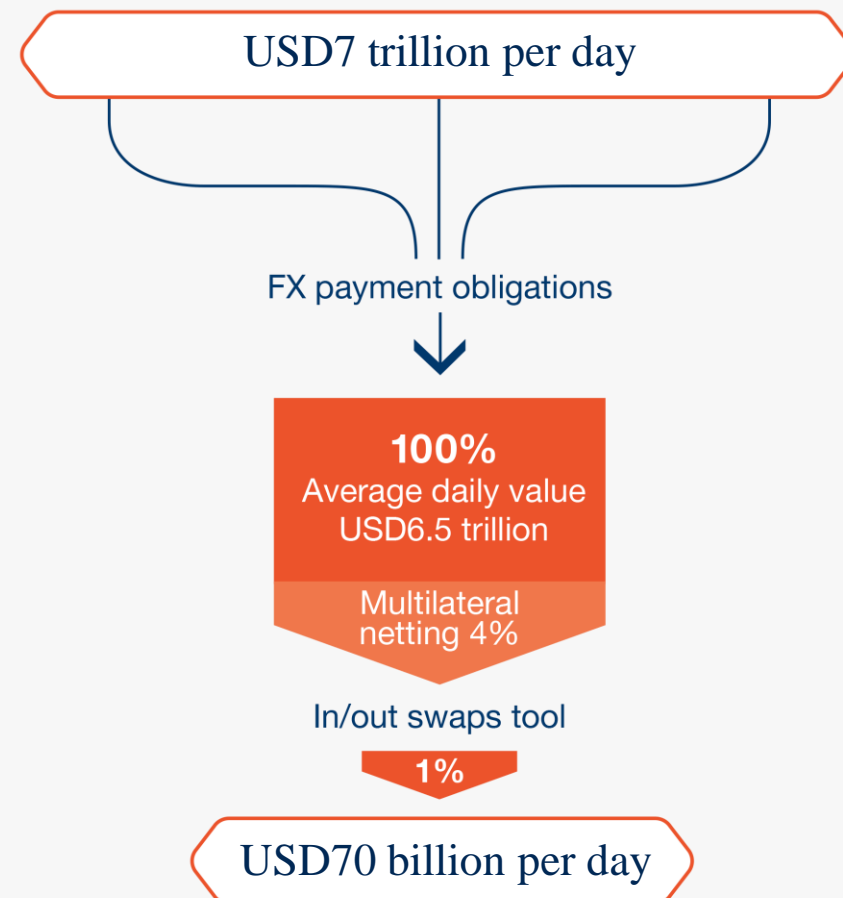 USD7 trillion per day
FX payment obligations
100%
Average daily value
USD6.5 trillion
Multilateral
netting 4%
In/out swaps tool
1%
USD70 billion per day